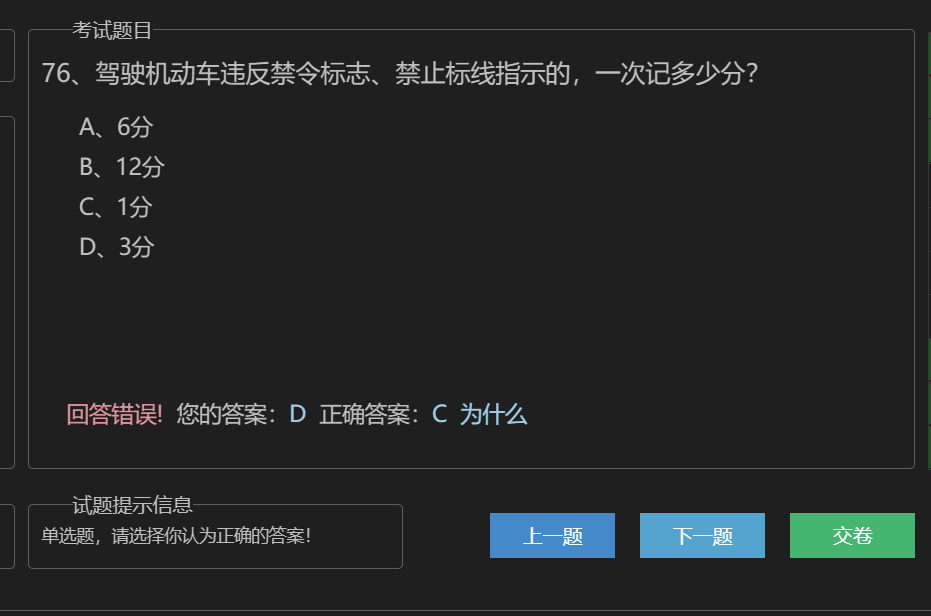 考试题目
76、驾驶机动车违反禁令标志、禁止标线指示的，一次记多少分？
A、6分
B、12分
C、1分
D、3分
回答错误! 您的答案：D 正确答案：C 为什么
试题提示信息
单选题，请选择你认为正确的答案!
上一题 下一题 交卷